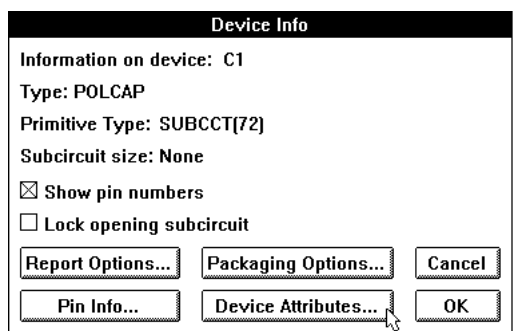 Device Info
Information on device: C1
Type: POLCAP
Primitive Type: SUBCCT(72)
Subcircuit size: None
Show pin numbers
Lock opening subcircuit
Report Options... Packaging Options... Cancel
Pin Info... Device Attributes... OK